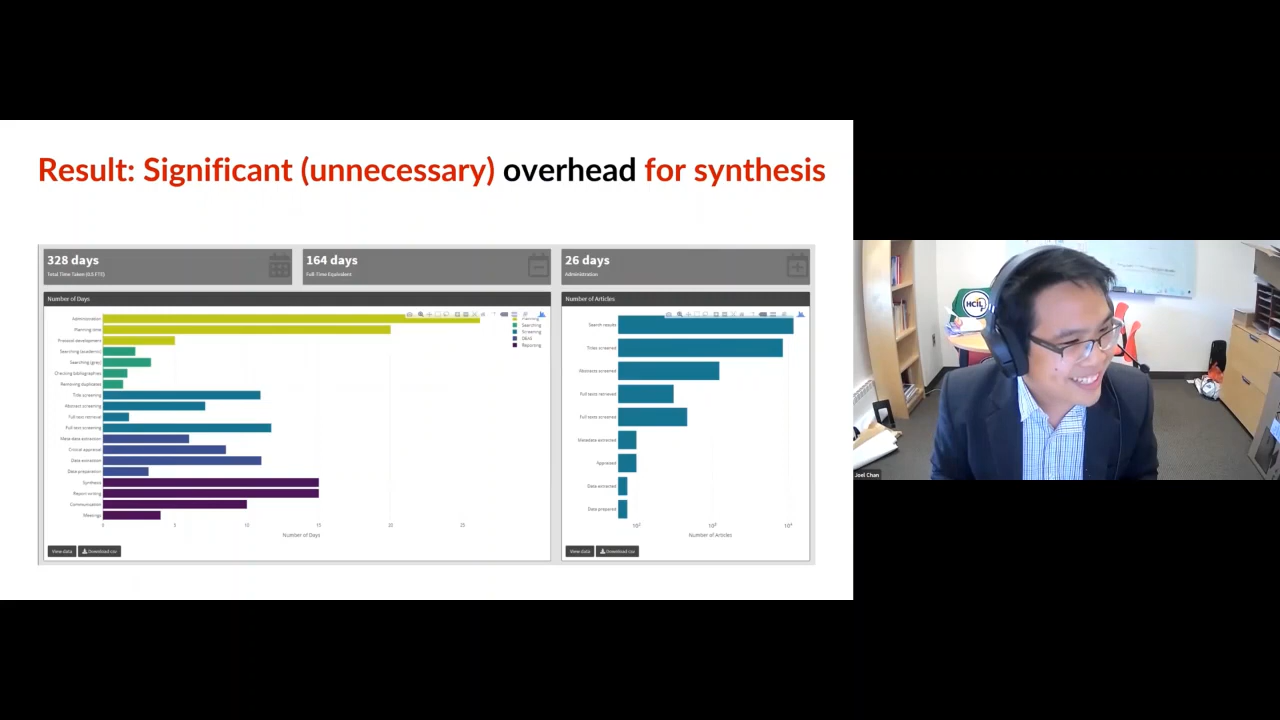 Result: Significant (unnecessary) overhead for synthesis
328 days
Total Time Taken (0.5 FTE)
164 days
Full Time Equivalent
26 days
Administration
Number of Days
Administration
Planning time
Protocol development
Searching (academic)
Searching (grey)
Checking bibliographies
Removing duplicates
Title screening
Abstract screening
Full text retrieval
Full text screening
Meta-data extraction
Critical appraisal
Data extraction
Data preparation
Synthesis
Report writing
Communication
Meetings
Planning
Searching
Screening
Reporting
0
5
10
15
20
25
Number of Days
View data
Download csv
Number of Articles
Search results
Titles screened
Abstracts screened
Full texts retrieved
Full texts screened
Metadata extracted
Appraised
Data extracted
Data prepared
10²
10³
10⁴
Number of Articles
View data
Download csv
HCIL
Joel Chan